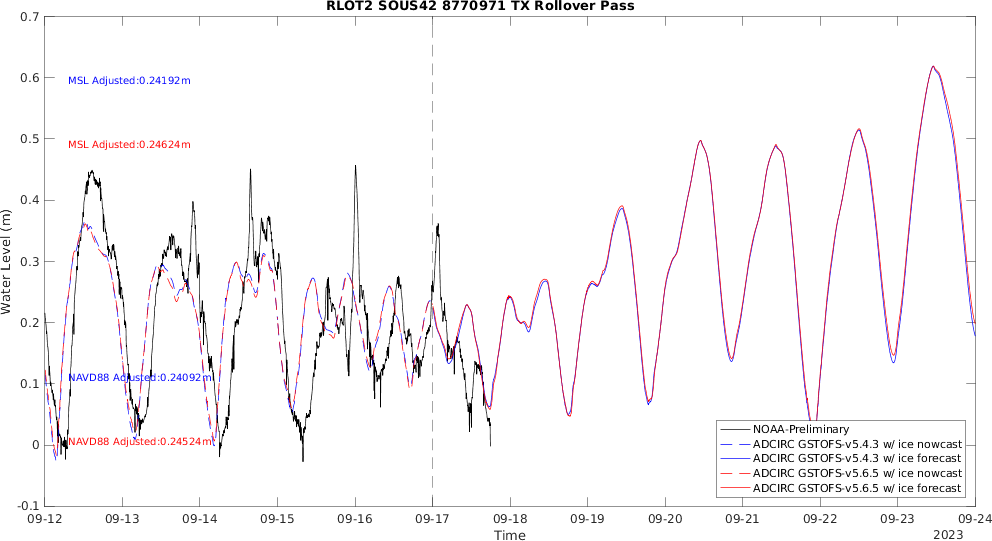 RLOT2 SOUS42 8770971 TX Rollover Pass
0.7
0.6
0.5
0.4
0.3
0.2
0.1
0
-0.1
Water Level (m)
MSL Adjusted:0.24192m
MSL Adjusted:0.24624m
NAVD88 Adjusted:0.24092m
NAVD88 Adjusted:0.24524m
NOAA-Preliminary
ADCIRC GSTOFS-v5.4.3 w/ ice nowcast
ADCIRC GSTOFS-v5.4.3 w/ ice forecast
ADCIRC GSTOFS-v5.6.5 w/ ice nowcast
ADCIRC GSTOFS-v5.6.5 w/ ice forecast
09-12 09-13 09-14 09-15 09-16 09-17 09-18 09-19 09-20 09-21 09-22 09-23 09-24
Time
2023